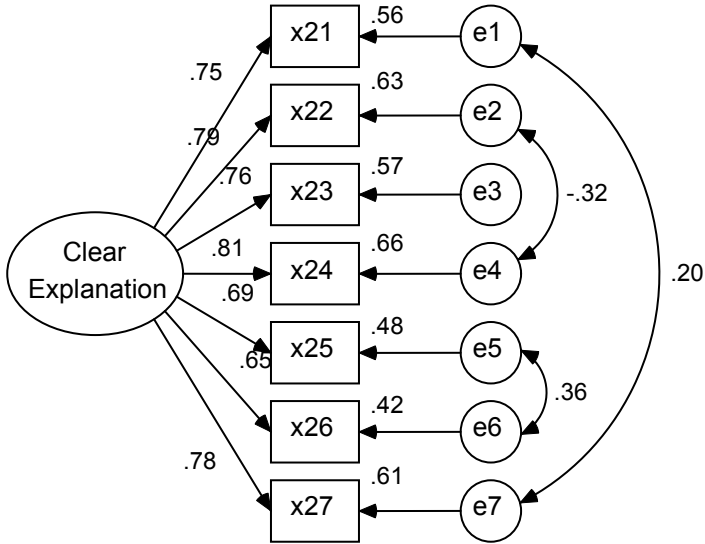 .56
x21
e1
.75
.63
x22
e2
.79
.76
.57
x23
e3
-.32
Clear
Explanation
.81
.66
x24
e4
.20
.69
.48
x25
e5
.65
.36
.42
x26
e6
.78
.61
x27
e7